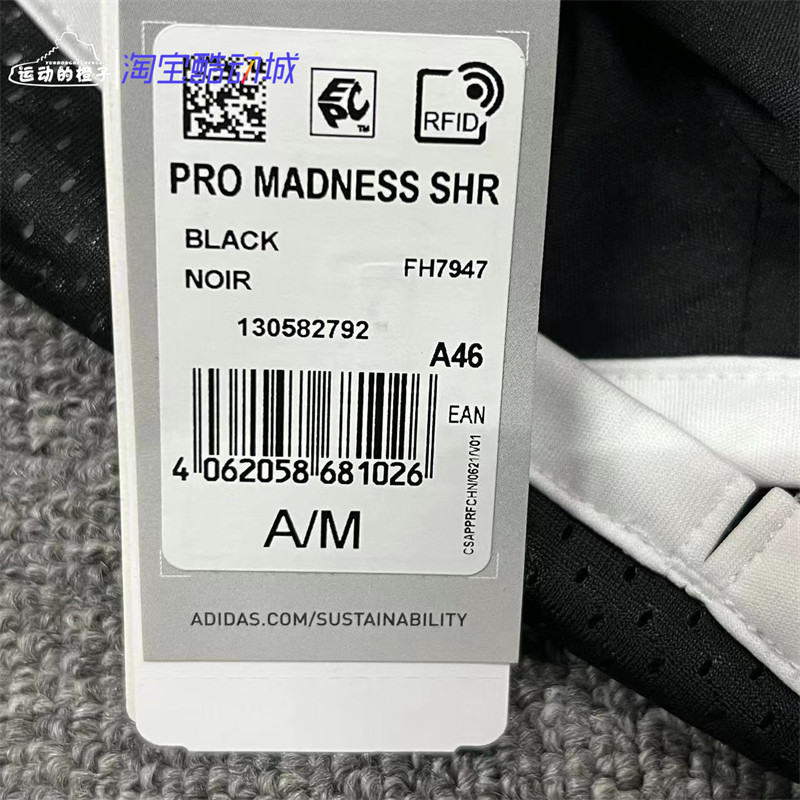 运动的橙子
淘宝酷动城
EPC
TM
RFID
PRO MADNESS SHR
BLACK
NOIR
FH7947
130582792
A46
EAN
4 062058 681026
CSAPPRFCHN/0621/V01
A/M
ADIDAS.COM/SUSTAINABILITY